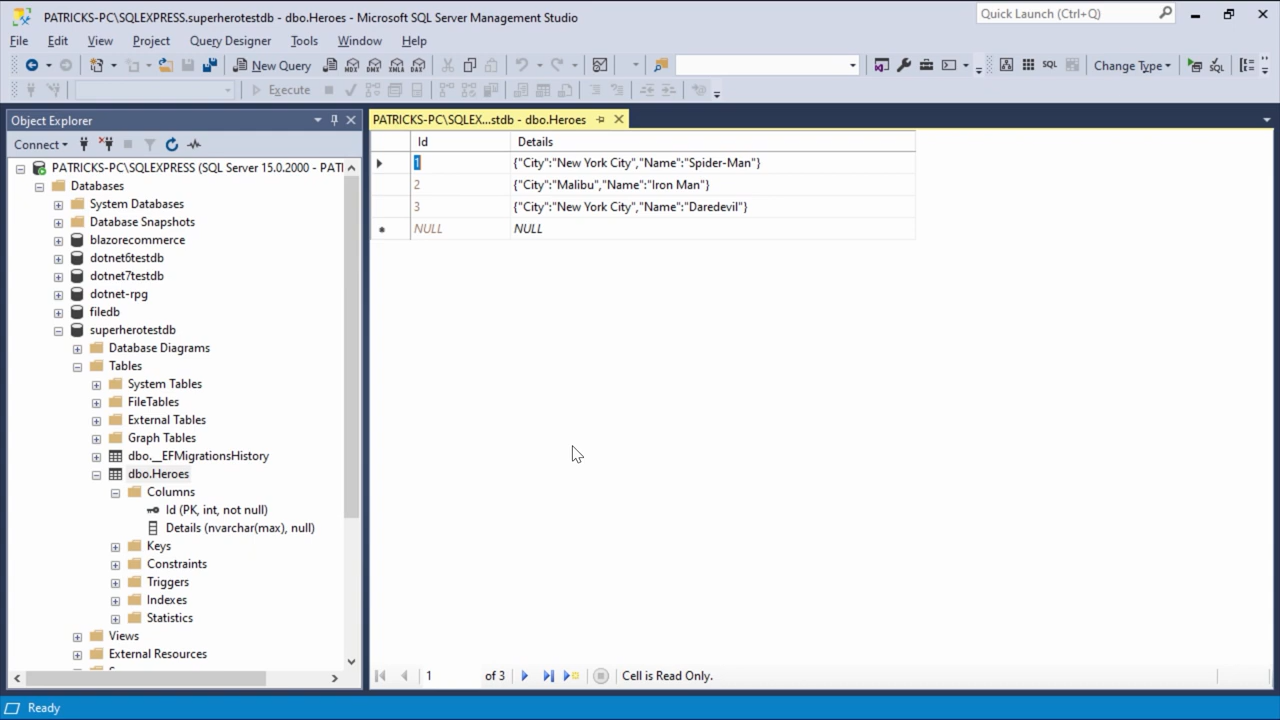 PATRICKS-PC\SQLEXPRESS.superherotestdb - dbo.Heroes - Microsoft SQL Server Management Studio
Quick Launch (Ctrl+Q)
File Edit View Project Query Designer Tools Window Help
New Query MDX DMX XMLA DAX SQL Change Type
Execute
Object Explorer
PATRICKS-PC\SQLEX...stdb - dbo.Heroes
Connect
PATRICKS-PC\SQLEXPRESS (SQL Server 15.0.2000 - PATI
Databases
System Databases
Database Snapshots
blazorecommerce
dotnet6testdb
dotnet7testdb
dotnet-rpg
filedb
superherotestdb
Database Diagrams
Tables
System Tables
FileTables
External Tables
Graph Tables
dbo.__EFMigrationsHistory
dbo.Heroes
Columns
Id (PK, int, not null)
Details (nvarchar(max), null)
Keys
Constraints
Triggers
Indexes
Statistics
Views
External Resources
Id Details
1 {"City":"New York City","Name":"Spider-Man"}
2 {"City":"Malibu","Name":"Iron Man"}
3 {"City":"New York City","Name":"Daredevil"}
NULL NULL
1 of 3 Cell is Read Only.
Ready